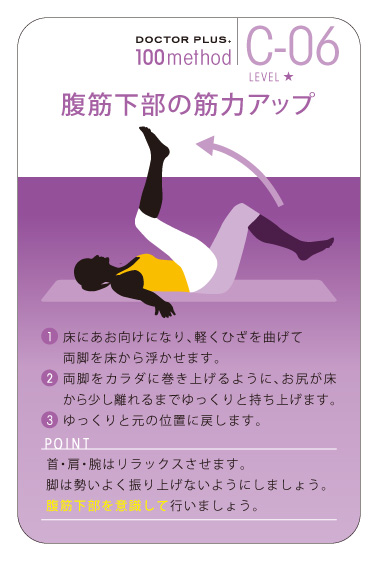 DOCTOR PLUS.
100method
C-06
LEVEL ★
腹筋下部の筋力アップ
1 床にあお向けになり、軽くひざを曲げて
両脚を床から浮かせます。
2 両脚をカラダに巻き上げるように、お尻が床
から少し離れるまでゆっくりと持ち上げます。
3 ゆっくりと元の位置に戻します。
POINT
首・肩・腕はリラックスさせます。
脚は勢いよく振り上げないようにしましょう。
腹筋下部を意識して行いましょう。